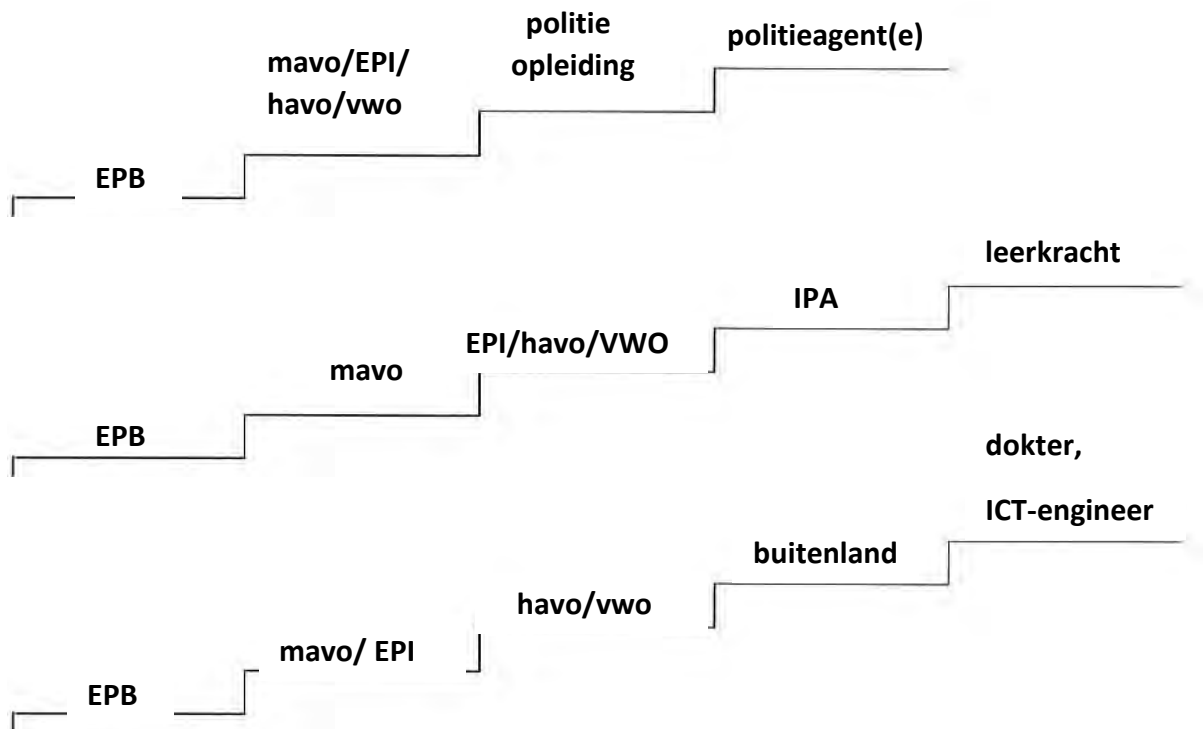 EPB
mavo/EPI/
havo/vwo
politie
opleiding
politieagent(e)
EPB
mavo
EPI/havo/VWO
IPA
leerkracht
EPB
mavo/ EPI
havo/vwo
buitenland
dokter,
ICT-engineer